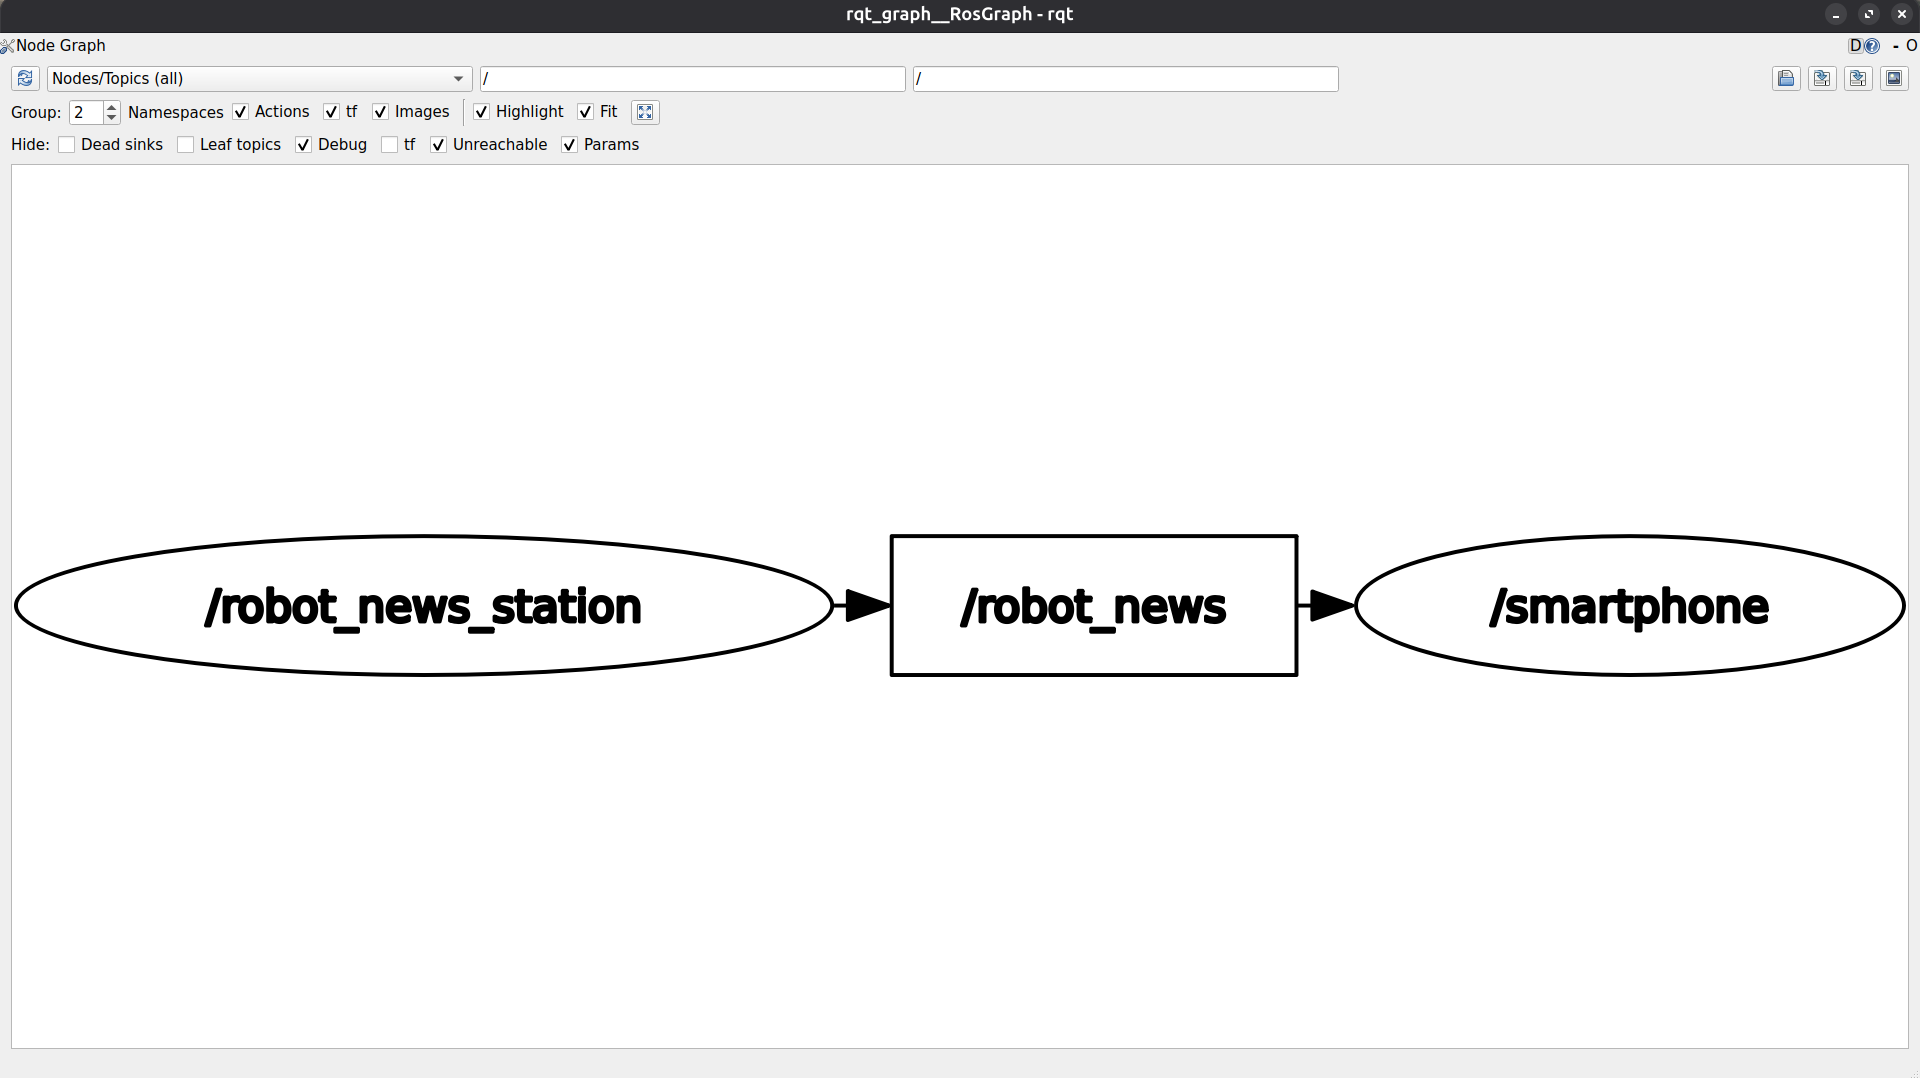 rqt_graph__RosGraph - rqt
Node Graph D ? - O
Nodes/Topics (all) / /
Group: 2 Namespaces Actions tf Images Highlight Fit
Hide: Dead sinks Leaf topics Debug tf Unreachable Params
/robot_news_station /robot_news /smartphone